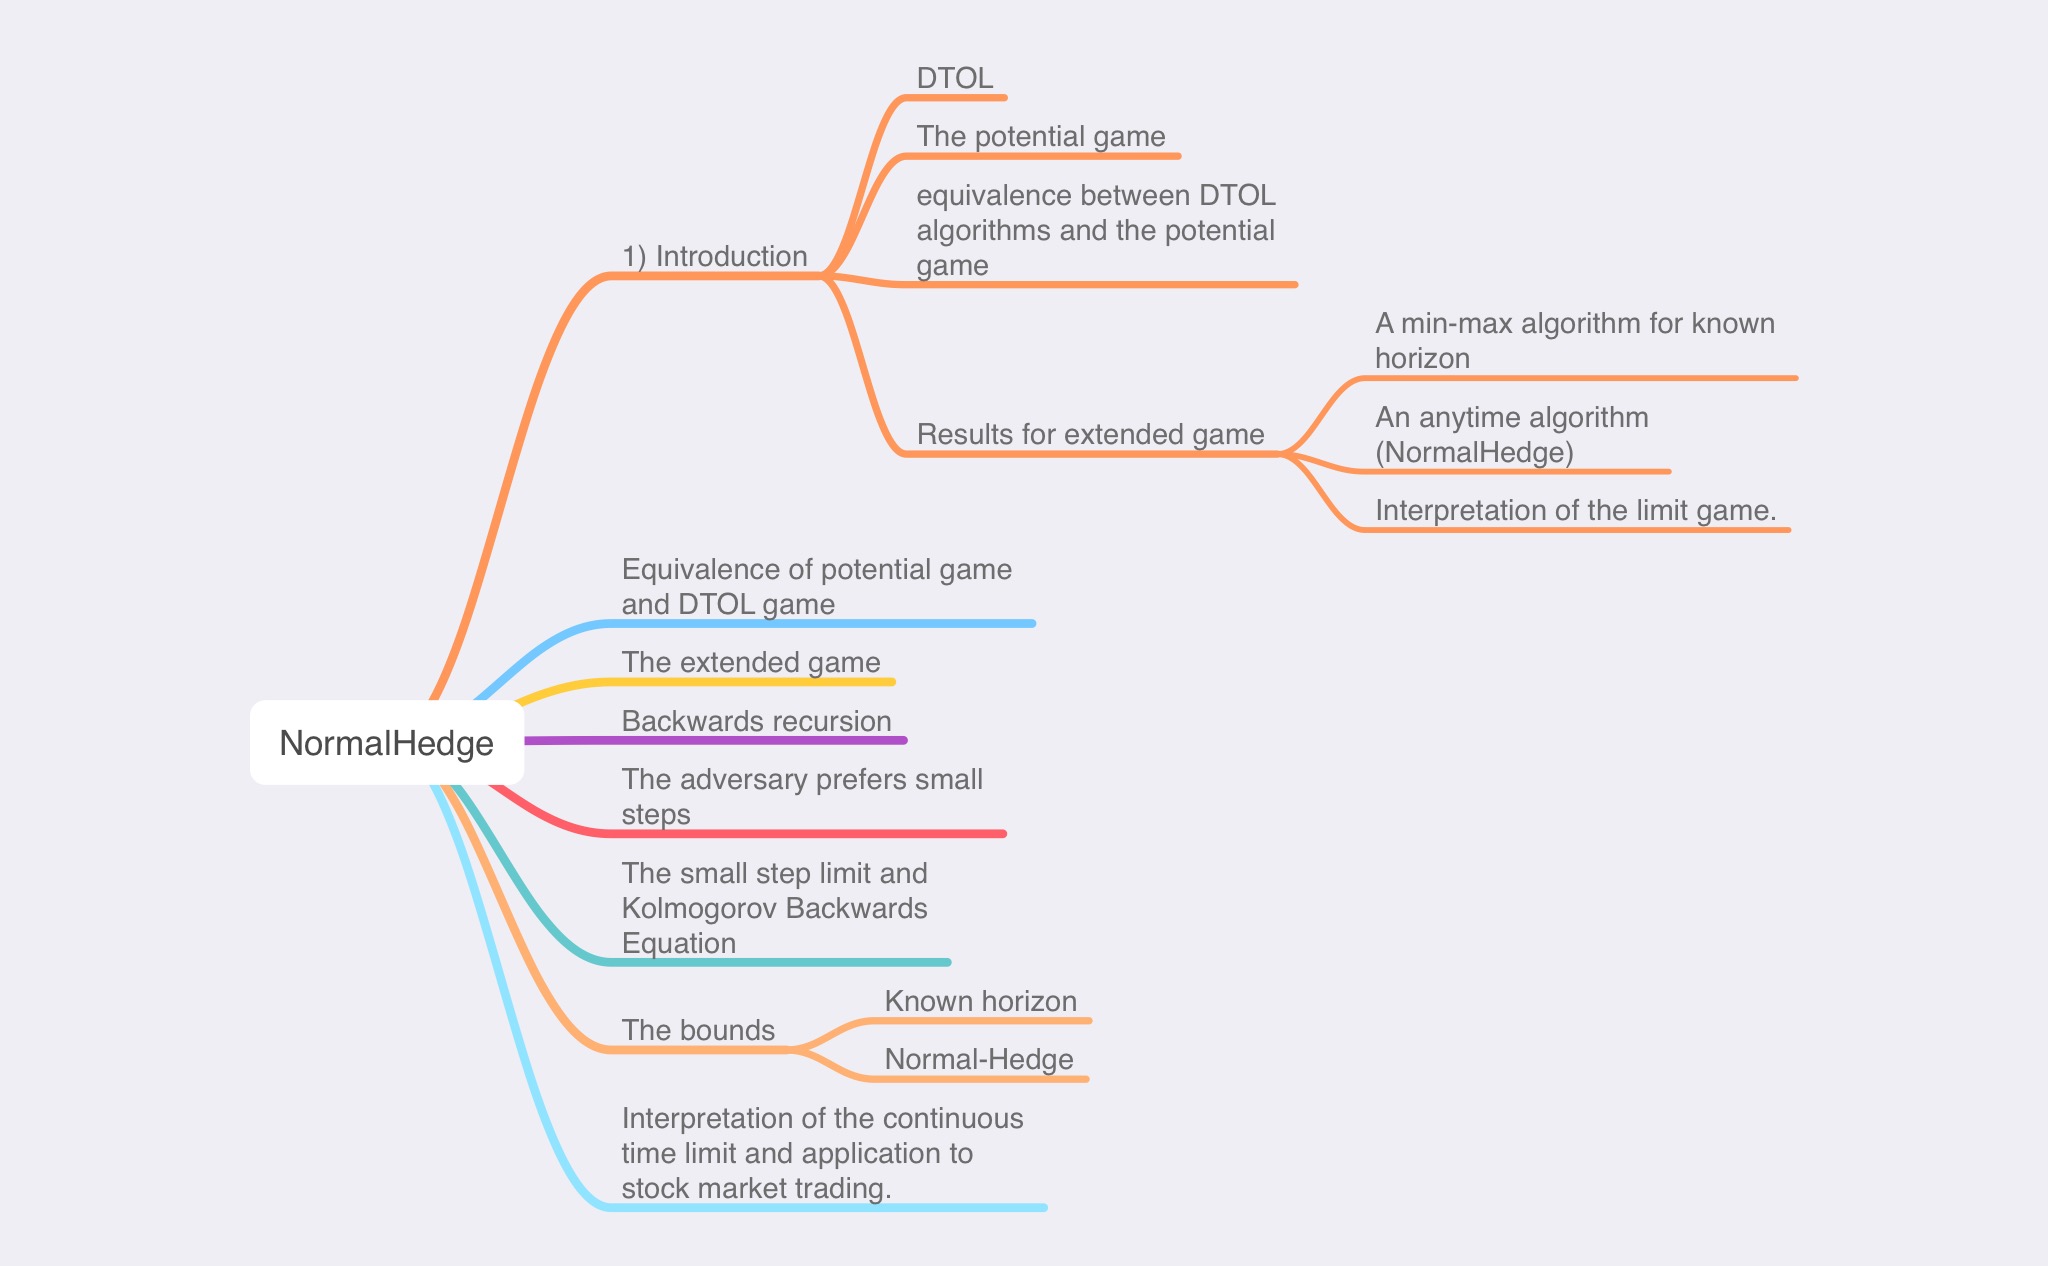 DTOL
The potential game
equivalence between DTOL
algorithms and the potential
game
1) Introduction
A min-max algorithm for known
horizon
An anytime algorithm
(NormalHedge)
Results for extended game
Interpretation of the limit game.
Equivalence of potential game
and DTOL game
The extended game
Backwards recursion
NormalHedge
The adversary prefers small
steps
The small step limit and
Kolmogorov Backwards
Equation
Known horizon
The bounds
Normal-Hedge
Interpretation of the continuous
time limit and application to
stock market trading.